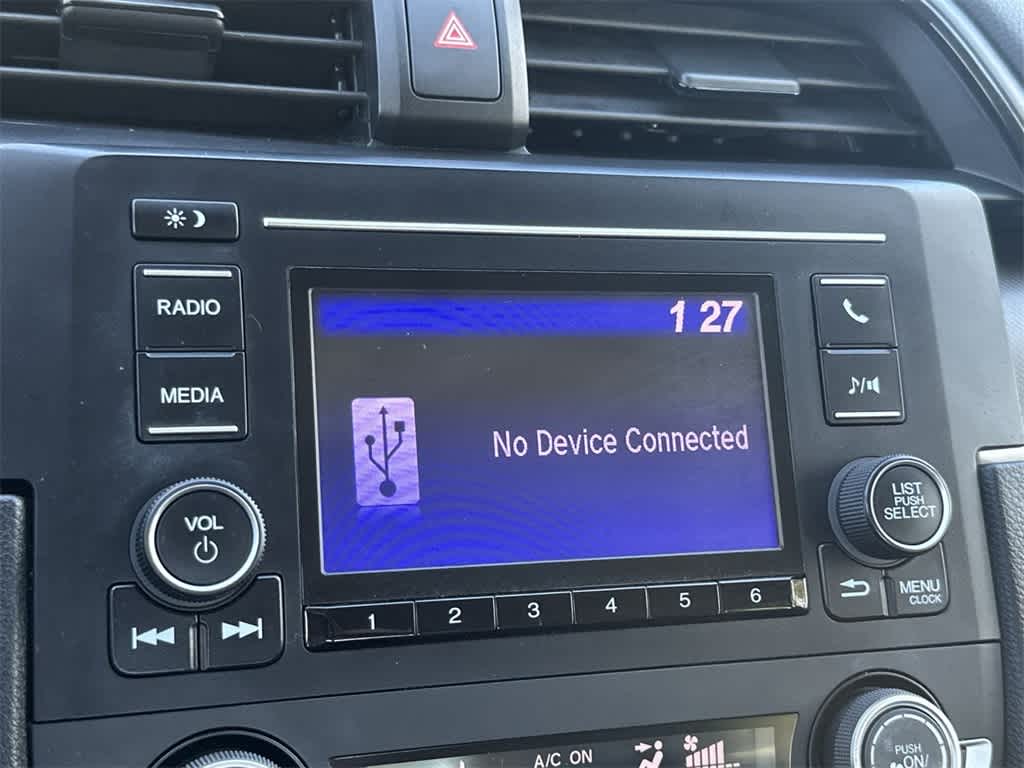 RADIO
MEDIA
VOL
1 27
No Device Connected
1 2 3 4 5 6
LIST
PUSH
SELECT
MENU
CLOCK
A/C ON
PUSH
ON/